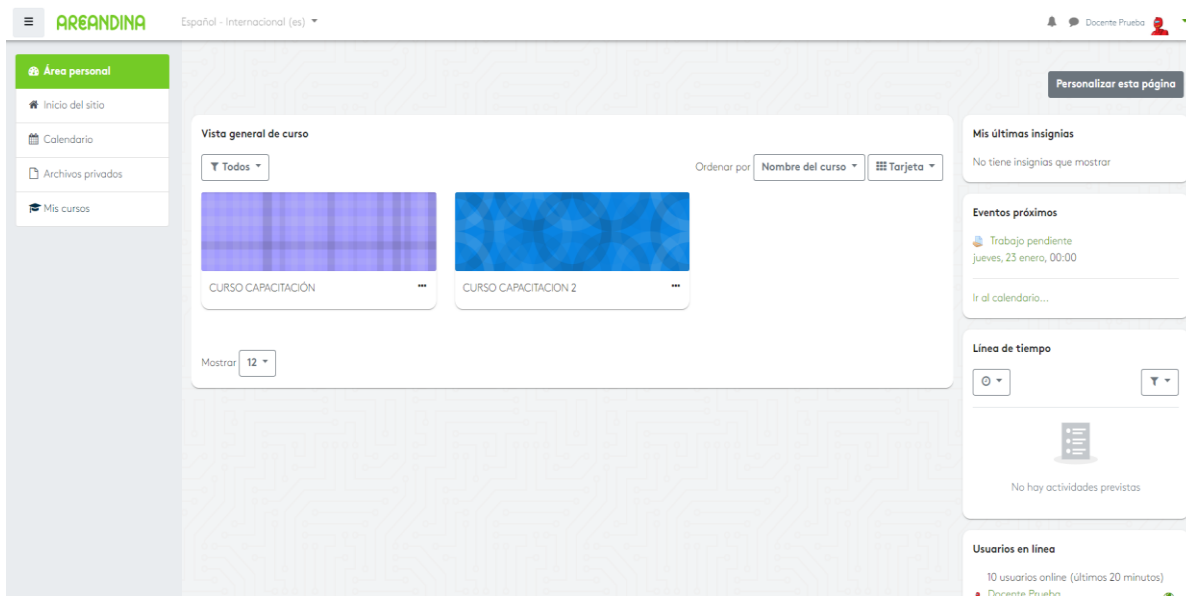 AREANDINA
Español - Internacional (es)
Docente Prueba
Área personal
Inicio del sitio
Calendario
Archivos privados
Mis cursos
Personalizar esta página
Vista general de curso
Todos
Ordenar por Nombre del curso Tarjeta
CURSO CAPACITACIÓN
CURSO CAPACITACION 2
Mostrar 12
Mis últimas insignias
No tiene insignias que mostrar
Eventos próximos
Trabajo pendiente
jueves, 23 enero, 00:00
Ir al calendario...
Línea de tiempo
No hay actividades previstas
Usuarios en línea
10 usuarios online (últimos 20 minutos)
Docente Prueba